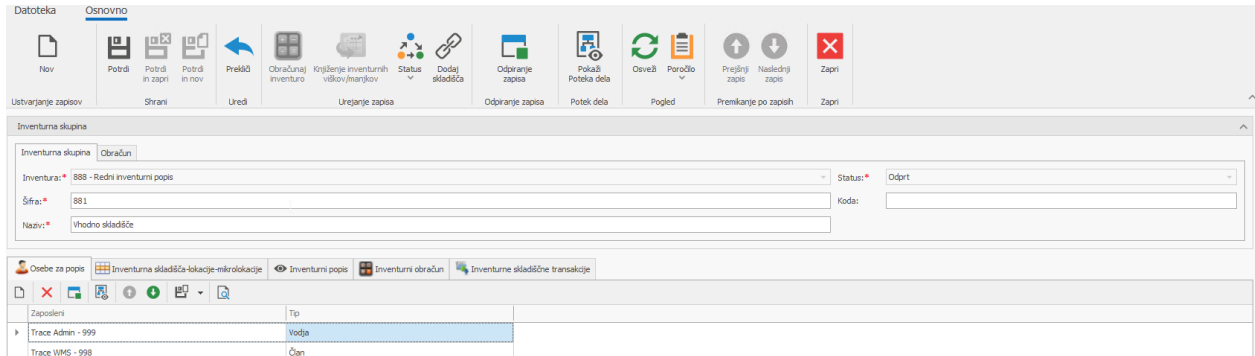 Datoteka Osnovno
Nov Potrdi Potrdi in zapri Potrdi in nov Prekliči Obračunaj inventuro Knjiženje inventurnih viškov/manjkov Status Dodaj skladišča Odpiranje zapisa Pokaži Poteka dela Osveži Poročilo Prejšnji zapis Naslednji zapis Zapri
Ustvarjanje zapisov Shrani Uredi Urejanje zapisa Odpiranje zapisa Potek dela Pogled Premikanje po zapisih Zapri
Inventurna skupina
Inventurna skupina Obračun
Inventura:* 888 - Redni inventurni popis Status:* Odprt
Šifra:* 881 Koda:
Naziv:* Vhodno skladišče
Osebe za popis Inventurna skladišča-lokacije-mikrolokacije Inventurni popis Inventurni obračun Inventurne skladiščne transakcije
Zaposleni Tip
Trace Admin - 999 Vodja
Trace WMS - 998 Član